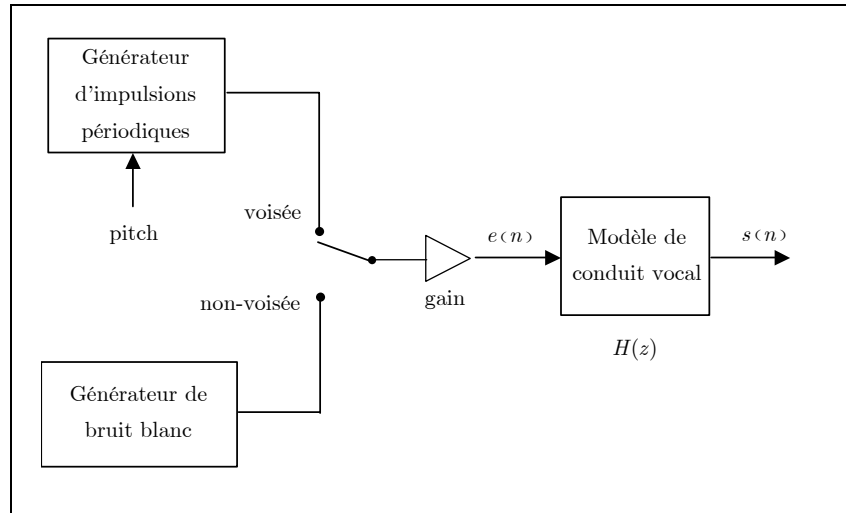 Générateur
d'impulsions
périodiques
pitch
voisée
non-voisée
Générateur de
bruit blanc
gain
e(n)
Modèle de
conduit vocal
H(z)
s(n)